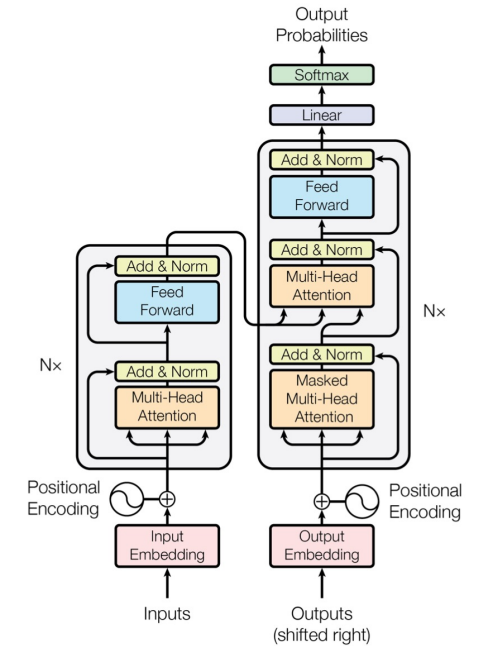 Output
Probabilities
Softmax
Linear
Add & Norm
Feed
Forward
Add & Norm
Multi-Head
Attention
Nx
Add & Norm
Masked
Multi-Head
Attention
Add & Norm
Feed
Forward
Nx
Add & Norm
Multi-Head
Attention
Positional
Encoding
Positional
Encoding
Input
Embedding
Output
Embedding
Inputs
Outputs
(shifted right)